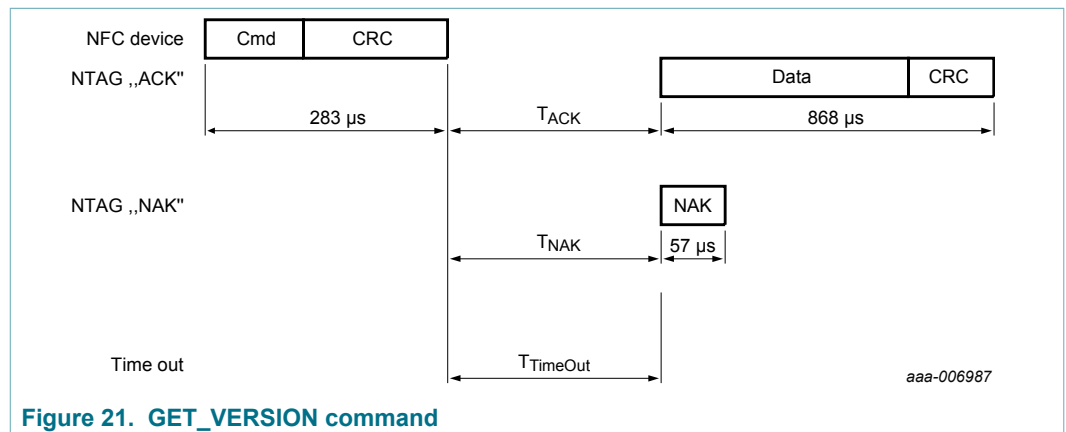 NFC device Cmd CRC
NTAG ,,ACK" Data CRC
283 µs TACK 868 µs
NTAG ,,NAK" NAK
TNAK 57 µs
Time out TTimeOut aaa-006987
Figure 21. GET_VERSION command